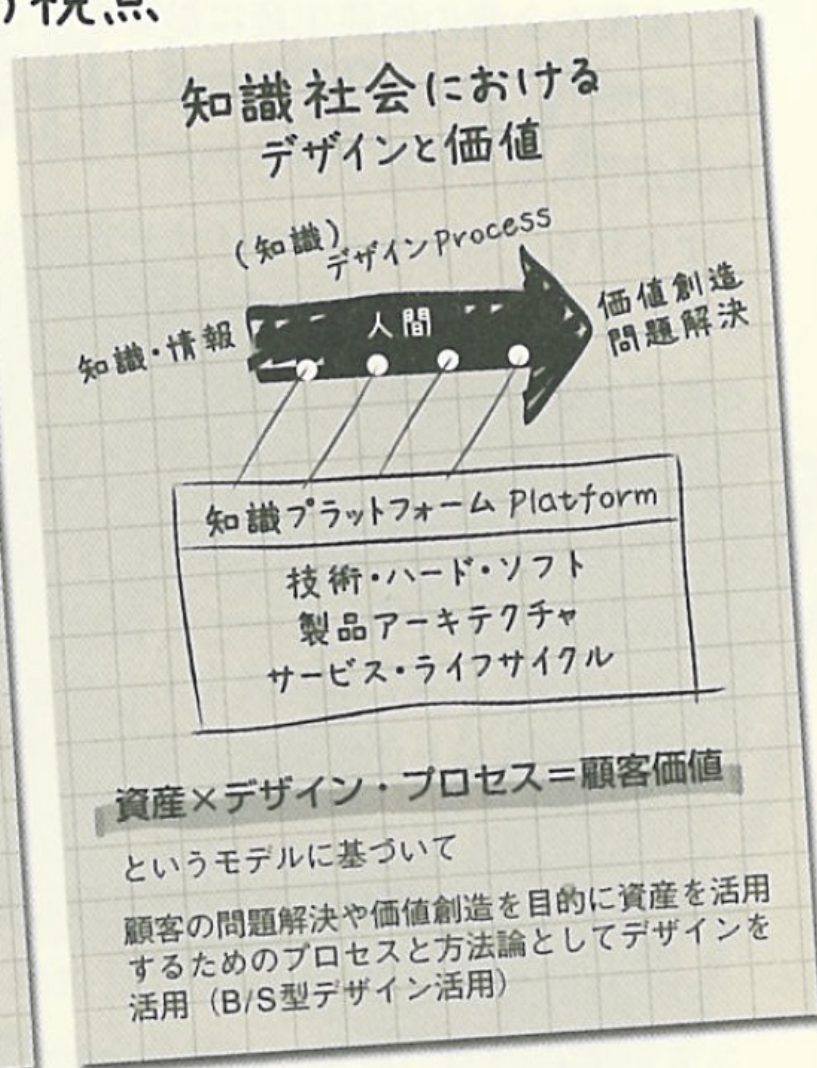 視点
知識社会における
デザインと価値
(知識)
デザインProcess
知識・情報
人間
価値創造
問題解決
知識プラットフォーム Platform
技術・ハード・ソフト
製品アーキテクチャ
サービス・ライフサイクル
資産×デザイン・プロセス=顧客価値
というモデルに基づいて
顧客の問題解決や価値創造を目的に資産を活用
するためのプロセスと方法論としてデザインを
活用(B/S型デザイン活用)